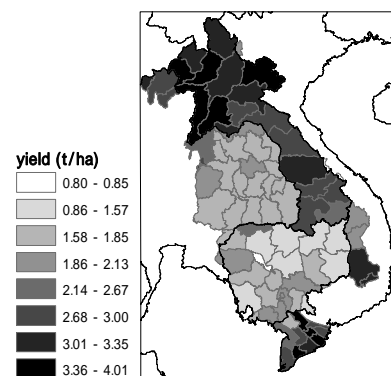 yield (t/ha)
0.80 - 0.85
0.86 - 1.57
1.58 - 1.85
1.86 - 2.13
2.14 - 2.67
2.68 - 3.00
3.01 - 3.35
3.36 - 4.01